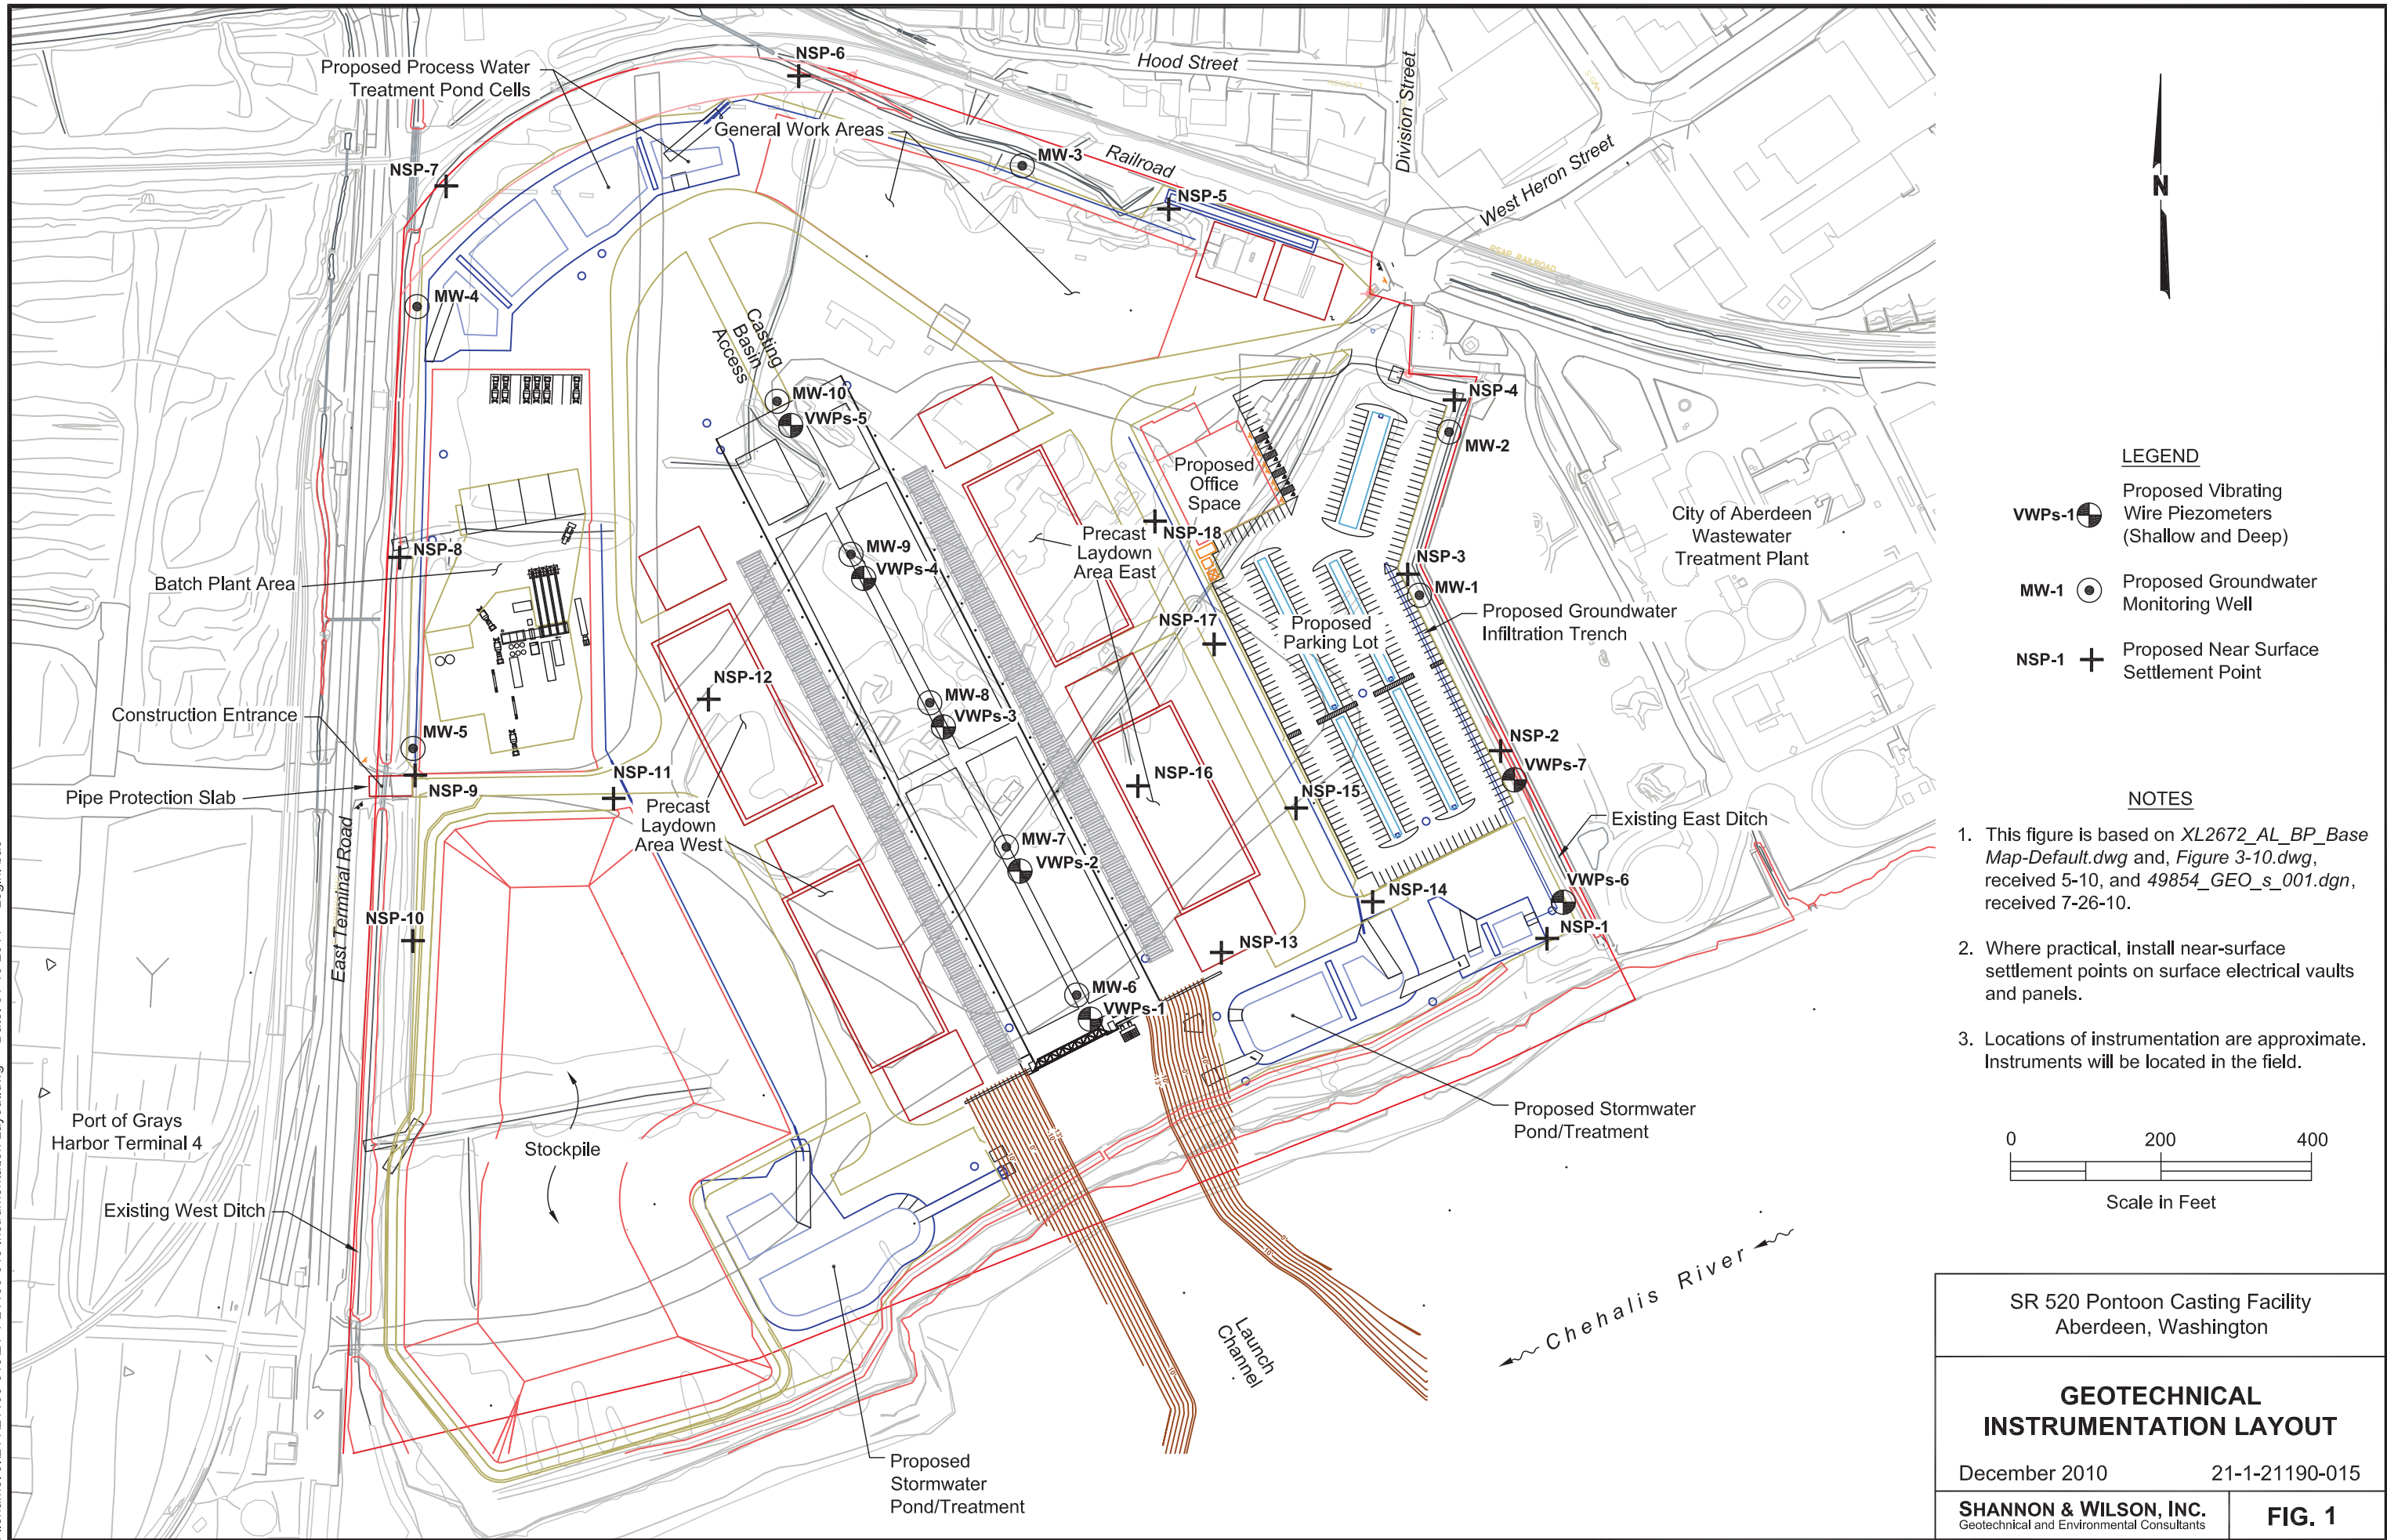 Proposed Process Water
Treatment Pond Cells
NSP-6
Hood Street
Division Street
HOOD ST.
General Work Areas
MW-3
Railroad
West Heron Street
NSP-7
NSP-5
PSAP RAILROAD
MW-4
Casting
Basin
Access
MW-10
VWPs-5
NSP-4
MW-2
Proposed
Office
Space
City of Aberdeen
Wastewater
Treatment Plant
NSP-8
Batch Plant Area
MW-9
VWPs-4
Precast
Laydown
Area East
NSP-18
NSP-3
MW-1
Proposed Groundwater
Infiltration Trench
NSP-17
Proposed
Parking Lot
NSP-12
Construction Entrance
MW-5
MW-8
VWPs-3
NSP-2
VWPs-7
Pipe Protection Slab
NSP-9
NSP-11
NSP-16
NSP-15
Precast
Laydown
Area West
Existing East Ditch
East Terminal Road
MW-7
VWPs-2
VWPs-6
NSP-10
NSP-14
NSP-1
NSP-13
MW-6
VWPs-1
Port of Grays
Harbor Terminal 4
Stockpile
Proposed Stormwater
Pond/Treatment
Existing West Ditch
Launch
Channel
Chehalis River
Proposed
Stormwater
Pond/Treatment
N
LEGEND
VWPs-1
Proposed Vibrating
Wire Piezometers
(Shallow and Deep)
MW-1
Proposed Groundwater
Monitoring Well
NSP-1
Proposed Near Surface
Settlement Point
NOTES
1. This figure is based on XL2672_AL_BP_Base
Map-Default.dwg and, Figure 3-10.dwg,
received 5-10, and 49854_GEO_s_001.dgn,
received 7-26-10.
2. Where practical, install near-surface
settlement points on surface electrical vaults
and panels.
3. Locations of instrumentation are approximate.
Instruments will be located in the field.
0 200 400
Scale in Feet
SR 520 Pontoon Casting Facility
Aberdeen, Washington
GEOTECHNICAL
INSTRUMENTATION LAYOUT
December 2010 21-1-21190-015
SHANNON & WILSON, INC.
Geotechnical and Environmental Consultants
FIG. 1